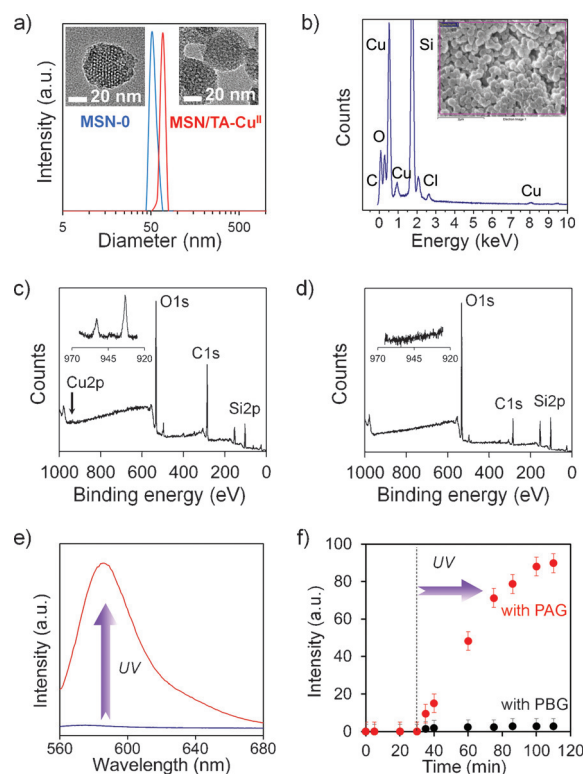 a)
Intensity (a.u.)
20 nm
MSN-0
20 nm
MSN/TA-Cuᴵᴵ
5 50 500
Diameter (nm)
b)
Counts
Cu
Si
O
C
Cu
Cl
Cu
0 1 2 3 4 5 6 7 8 9 10
Energy (keV)
c)
Counts
O1s
C1s
Si2p
Cu2p
970 945 920
1000 800 600 400 200 0
Binding energy (eV)
d)
Counts
O1s
C1s
Si2p
970 945 920
1000 800 600 400 200 0
Binding energy (eV)
e)
Intensity (a.u.)
UV
560 600 640 680
Wavelength (nm)
f)
Intensity (a.u.)
100
80
60
40
20
0
UV
with PAG
with PBG
0 20 40 60 80 100 120
Time (min)